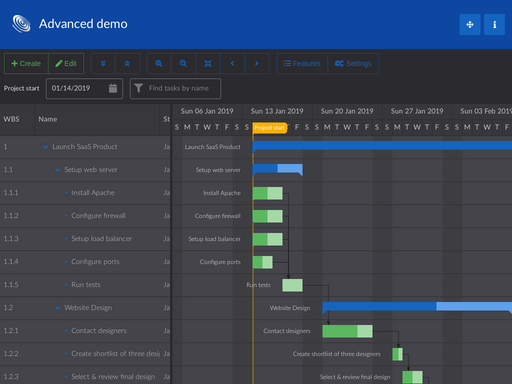 Advanced demo
Create Edit Features Settings
Project start 01/14/2019 Find tasks by name
Sun 06 Jan 2019 Sun 13 Jan 2019 Sun 20 Jan 2019 Sun 27 Jan 2019 Sun 03 Feb 2019
WBS Name St S M T W T F S S M T W T F S S M T W T F S S M T W T F S S M T W
Project start
1 Launch SaaS Product Ja Launch SaaS Product
1.1 Setup web server Ja Setup web server
1.1.1 Install Apache Ja Install Apache
1.1.2 Configure firewall Ja Configure firewall
1.1.3 Setup load balancer Ja Setup load balancer
1.1.4 Configure ports Ja Configure ports
1.1.5 Run tests Ja Run tests
1.2 Website Design Ja Website Design
1.2.1 Contact designers Ja Contact designers
1.2.2 Create shortlist of three desig Ja Create shortlist of three designers
1.2.3 Select & review final design Ja Select & review final design